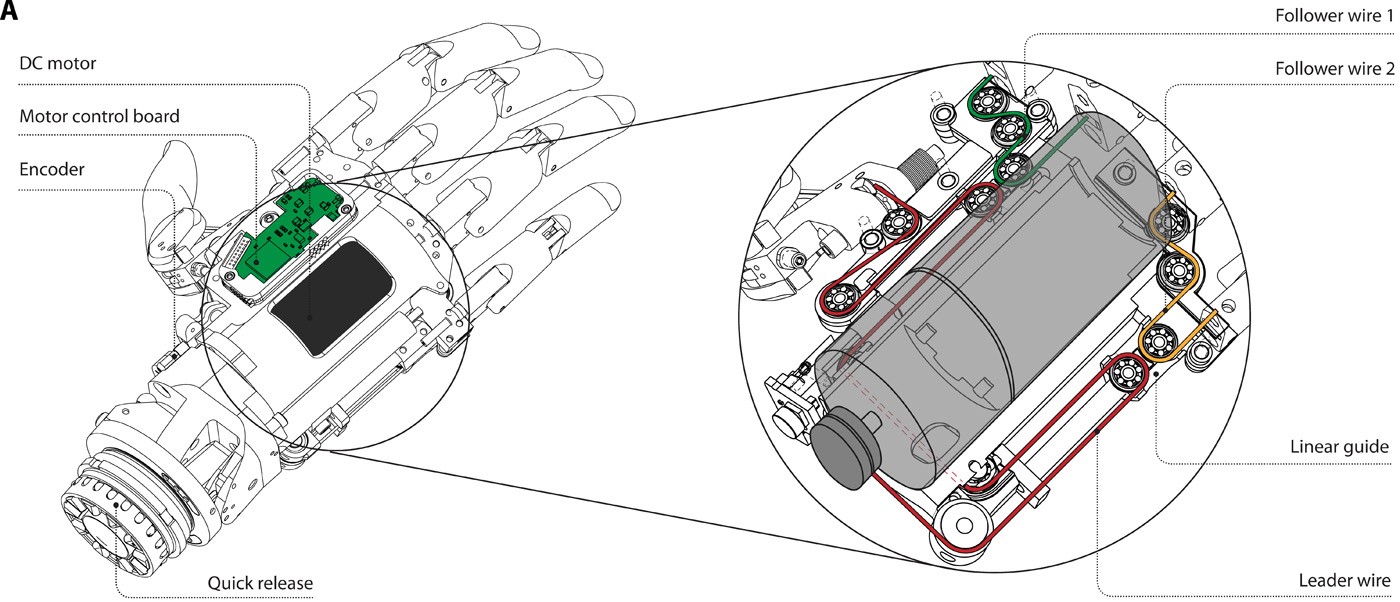 A
DC motor
Motor control board
Encoder
Quick release
Follower wire 1
Follower wire 2
Linear guide
Leader wire